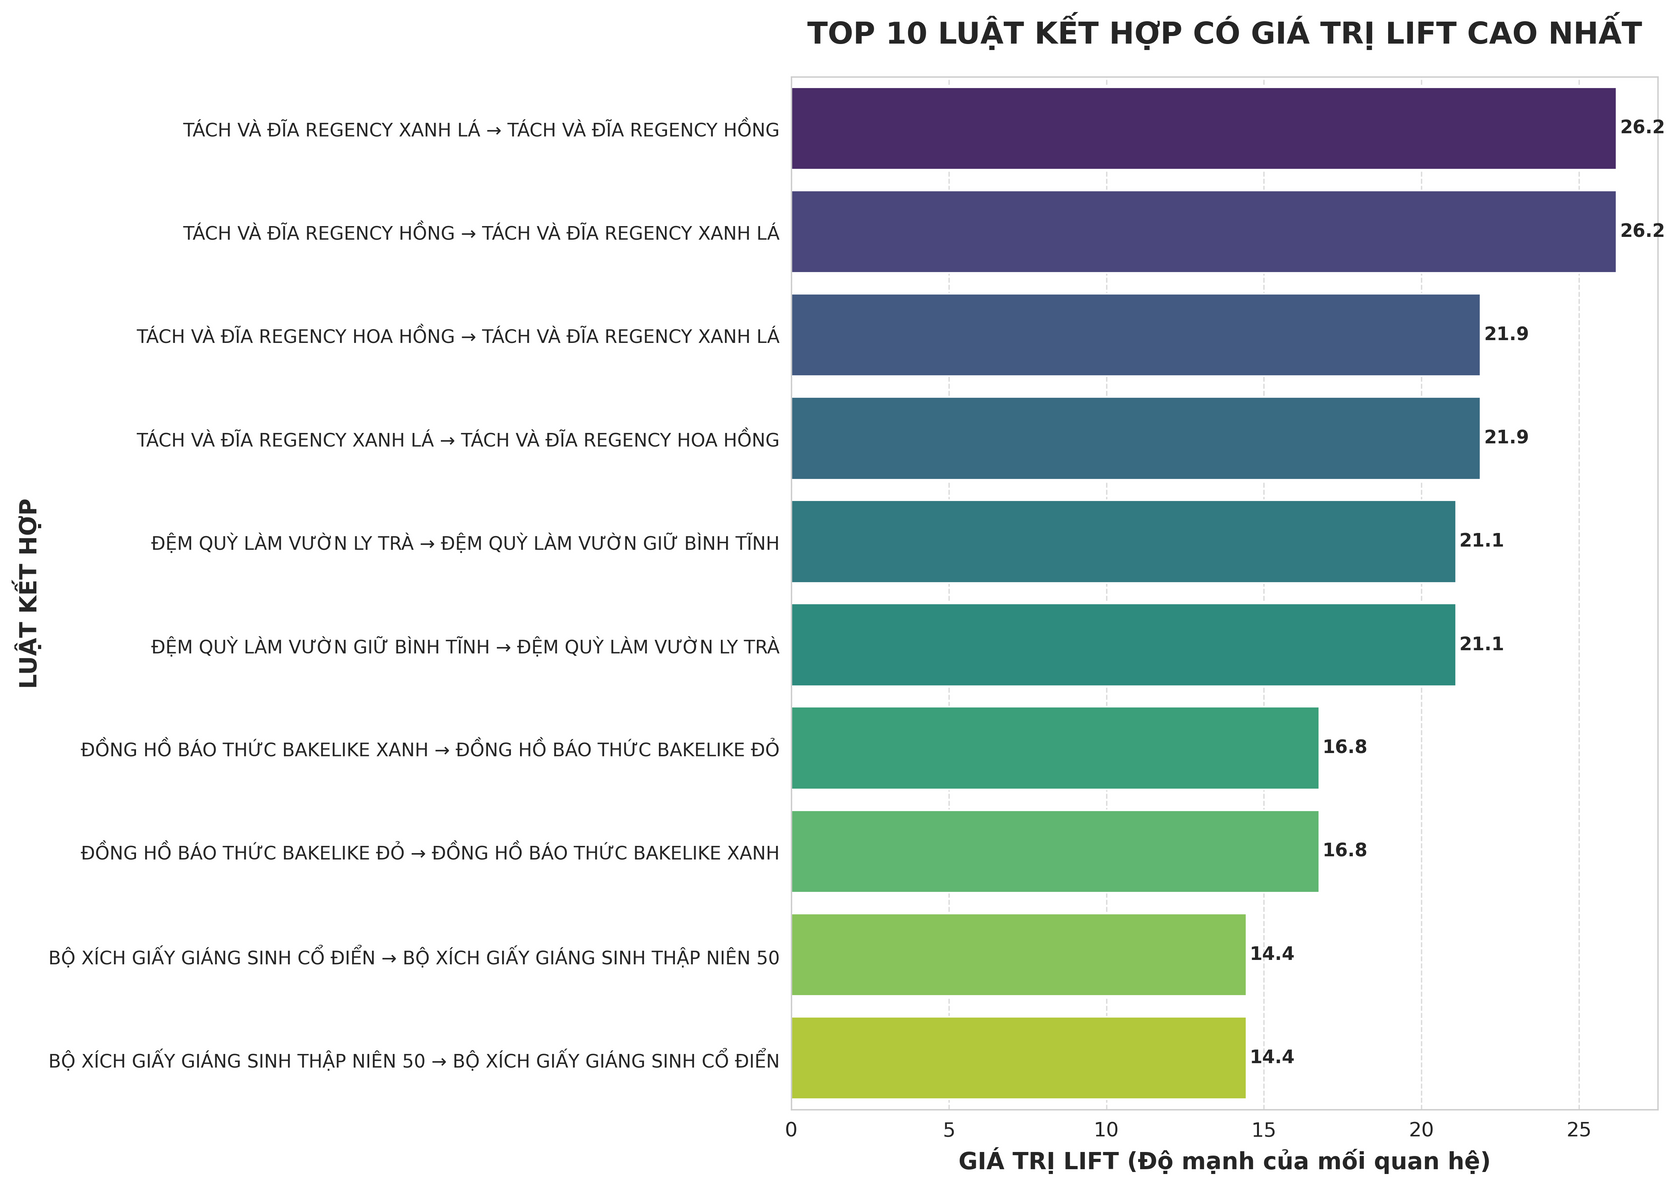 TOP 10 LUẬT KẾT HỢP CÓ GIÁ TRỊ LIFT CAO NHẤT
LUẬT KẾT HỢP
TÁCH VÀ ĐĨA REGENCY XANH LÁ → TÁCH VÀ ĐĨA REGENCY HỒNG
26.2
TÁCH VÀ ĐĨA REGENCY HỒNG → TÁCH VÀ ĐĨA REGENCY XANH LÁ
26.2
TÁCH VÀ ĐĨA REGENCY HOA HỒNG → TÁCH VÀ ĐĨA REGENCY XANH LÁ
21.9
TÁCH VÀ ĐĨA REGENCY XANH LÁ → TÁCH VÀ ĐĨA REGENCY HOA HỒNG
21.9
ĐỆM QUỲ LÀM VƯỜN LY TRÀ → ĐỆM QUỲ LÀM VƯỜN GIỮ BÌNH TĨNH
21.1
ĐỆM QUỲ LÀM VƯỜN GIỮ BÌNH TĨNH → ĐỆM QUỲ LÀM VƯỜN LY TRÀ
21.1
ĐỒNG HỒ BÁO THỨC BAKELIKE XANH → ĐỒNG HỒ BÁO THỨC BAKELIKE ĐỎ
16.8
ĐỒNG HỒ BÁO THỨC BAKELIKE ĐỎ → ĐỒNG HỒ BÁO THỨC BAKELIKE XANH
16.8
BỘ XÍCH GIẤY GIÁNG SINH CỔ ĐIỂN → BỘ XÍCH GIẤY GIÁNG SINH THẬP NIÊN 50
14.4
BỘ XÍCH GIẤY GIÁNG SINH THẬP NIÊN 50 → BỘ XÍCH GIẤY GIÁNG SINH CỔ ĐIỂN
14.4
0 5 10 15 20 25
GIÁ TRỊ LIFT (Độ mạnh của mối quan hệ)